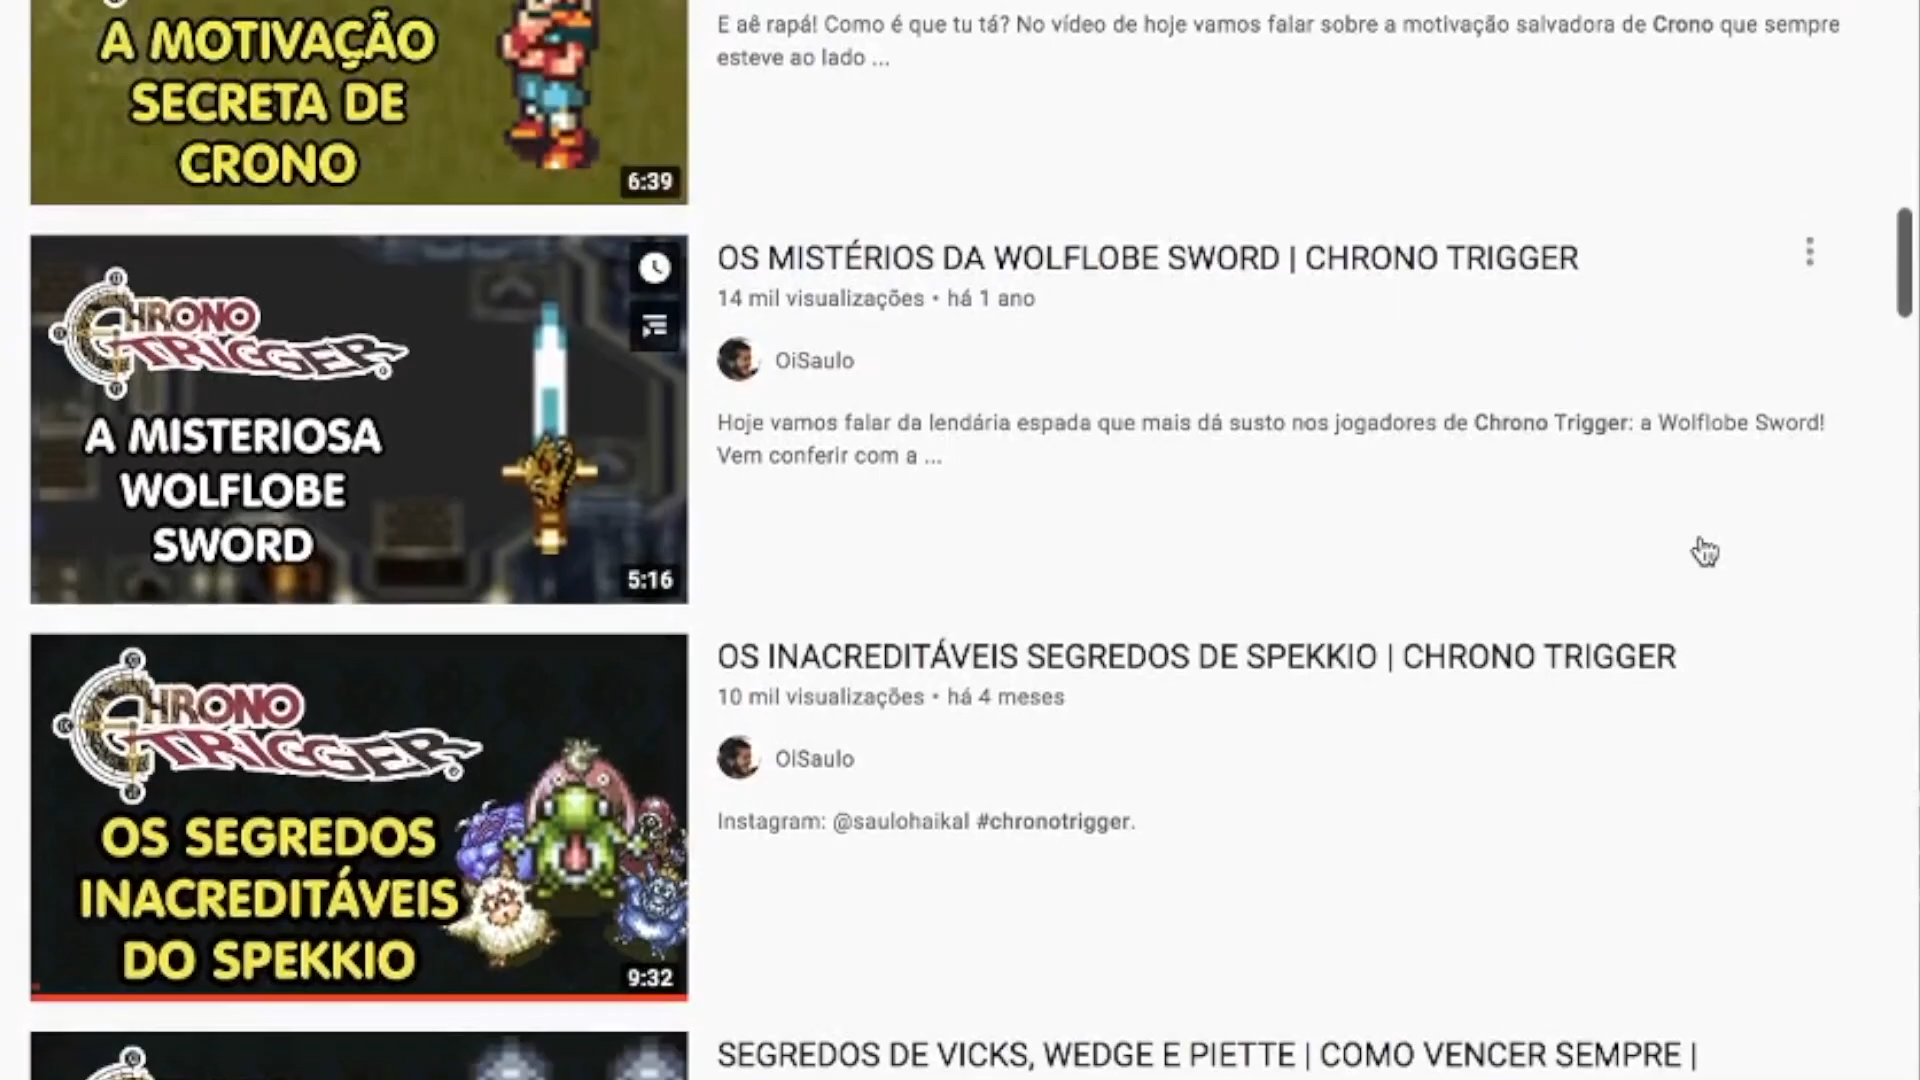 A MOTIVAÇÃO
SECRETA DE
CRONO
6:39
E aê rapá! Como é que tu tá? No vídeo de hoje vamos falar sobre a motivação salvadora de Crono que sempre
esteve ao lado ...
CHRONO
TRIGGER
A MISTERIOSA
WOLFLOBE
SWORD
5:16
OS MISTÉRIOS DA WOLFLOBE SWORD | CHRONO TRIGGER
14 mil visualizações • há 1 ano
OiSaulo
Hoje vamos falar da lendária espada que mais dá susto nos jogadores de Chrono Trigger: a Wolflobe Sword!
Vem conferir com a ...
CHRONO
TRIGGER
OS SEGREDOS
INACREDITÁVEIS
DO SPEKKIO
9:32
OS INACREDITÁVEIS SEGREDOS DE SPEKKIO | CHRONO TRIGGER
10 mil visualizações • há 4 meses
OiSaulo
Instagram: @saulohaikal #chronotrigger.
SEGREDOS DE VICKS, WEDGE E PIETTE | COMO VENCER SEMPRE |